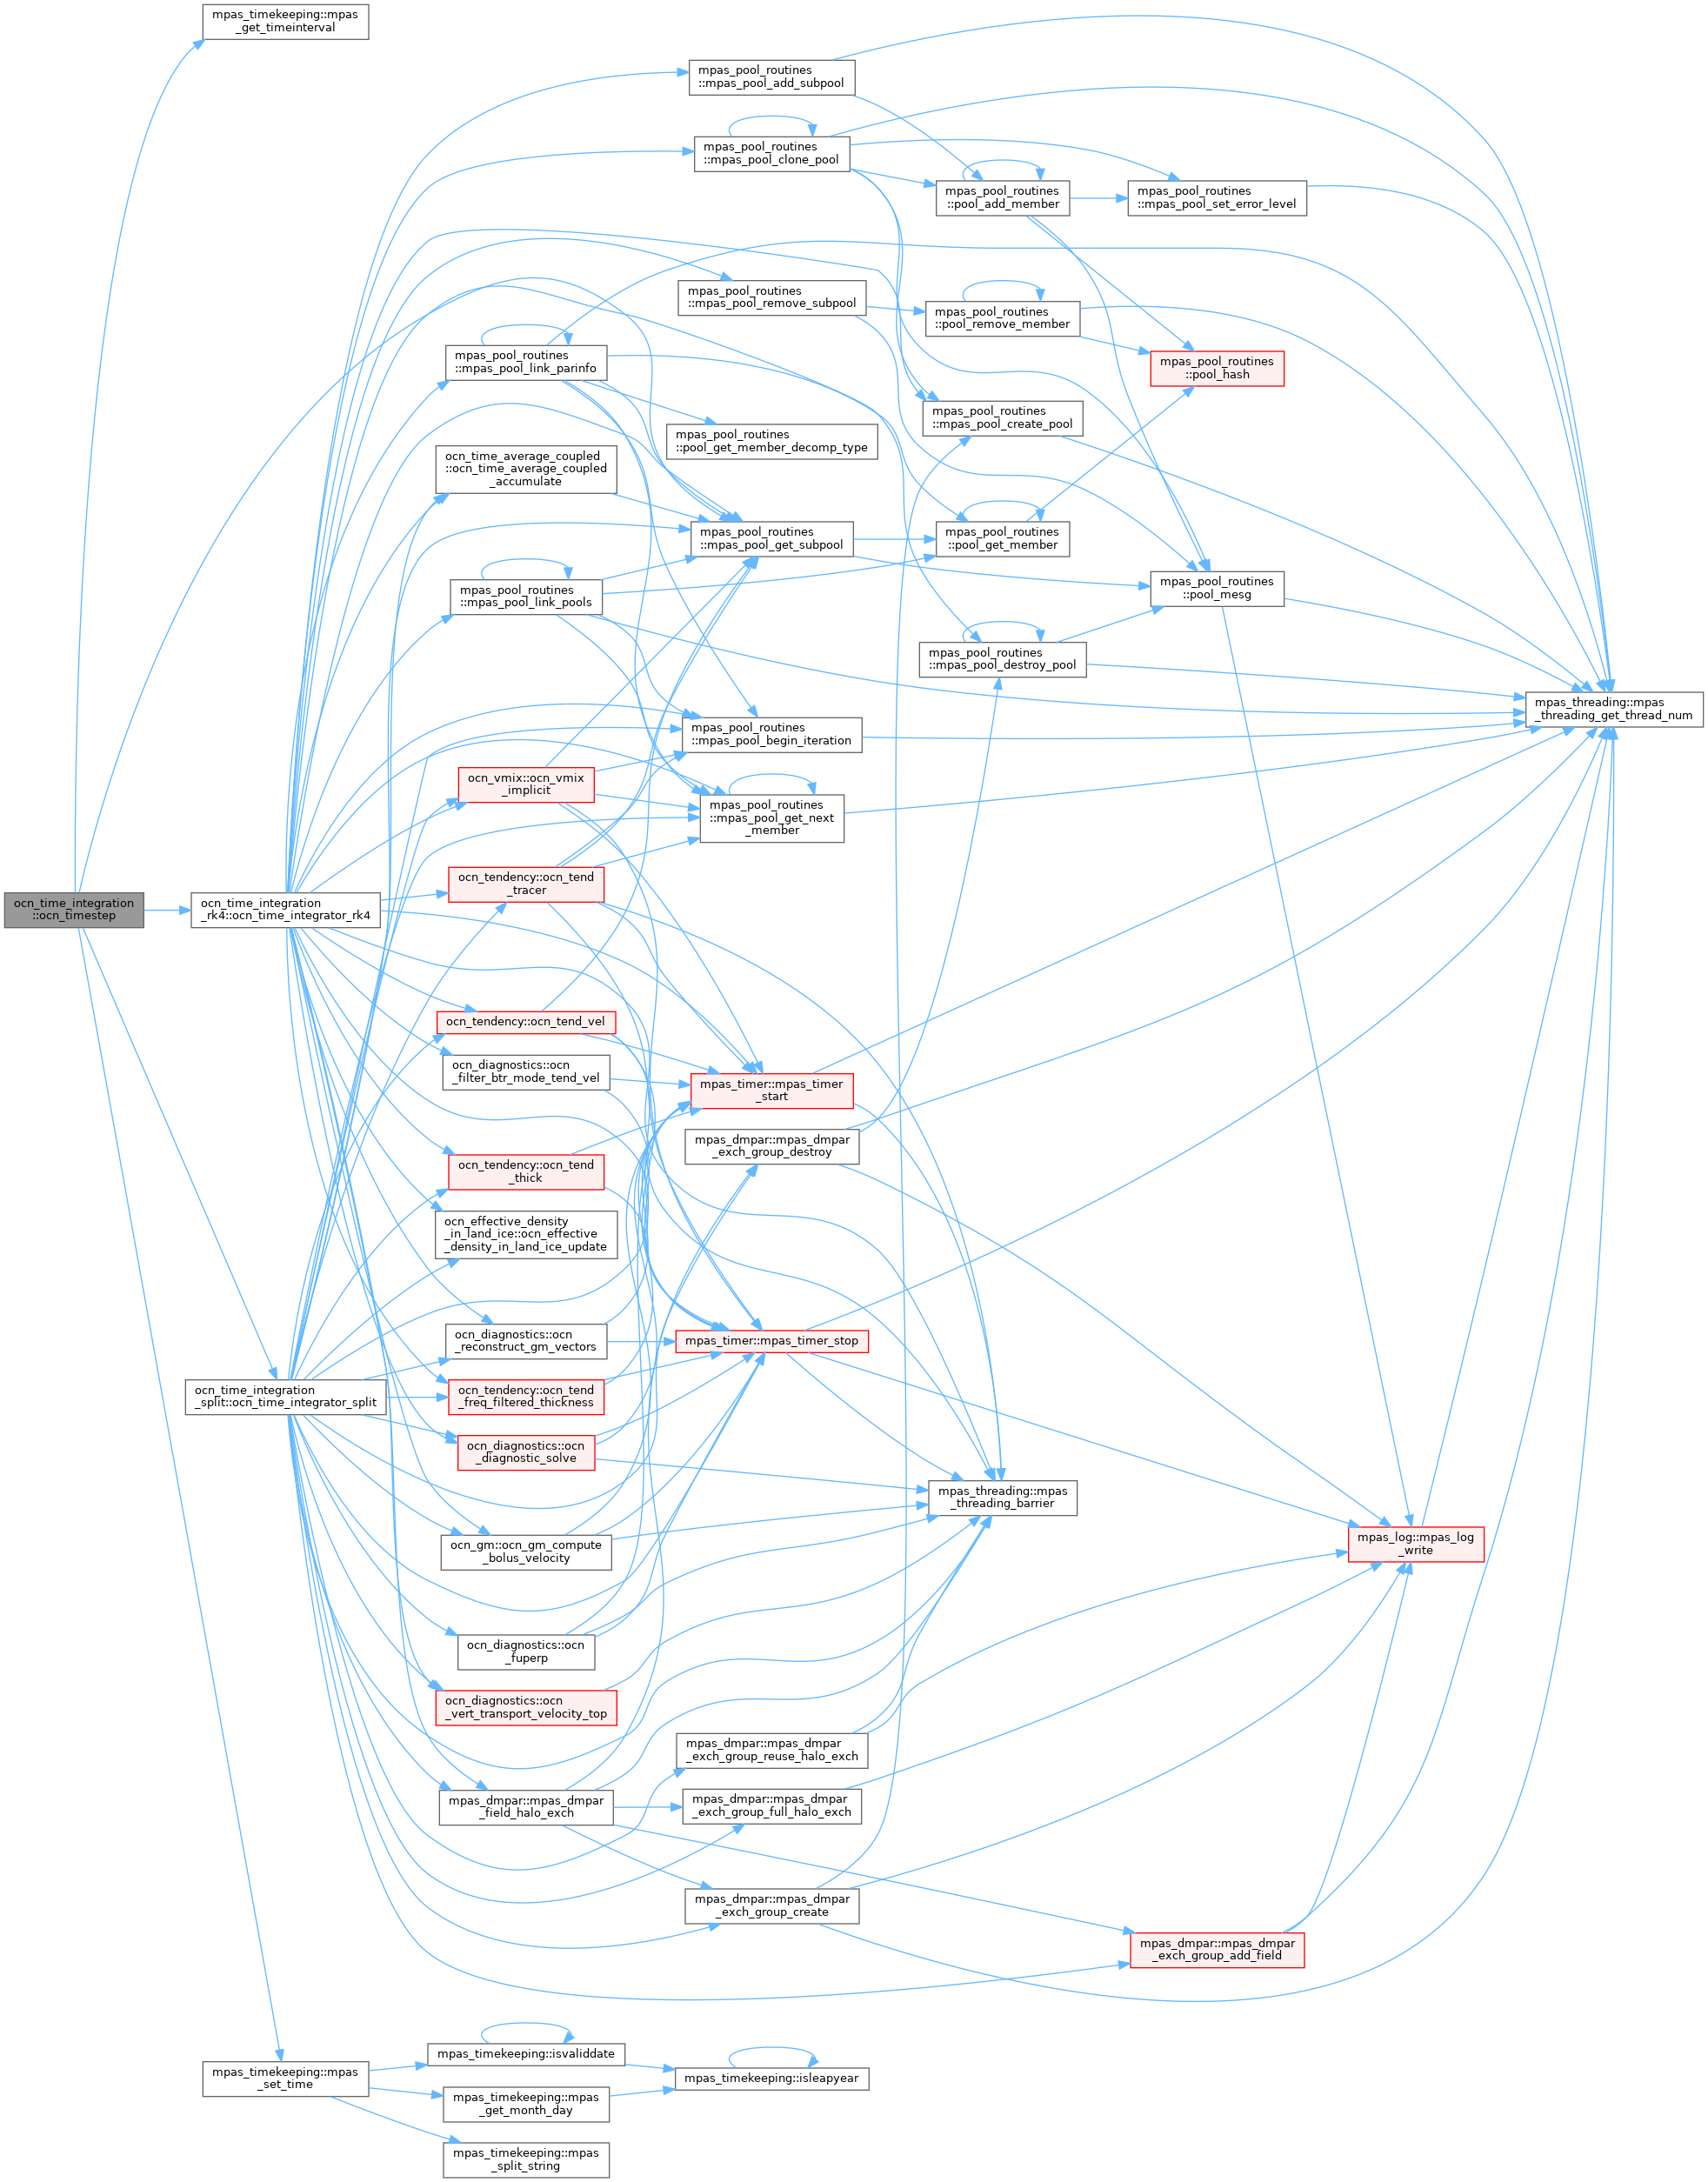 mpas_timekeeping::mpas
_get_timeinterval
mpas_pool_routines
::mpas_pool_add_subpool
mpas_pool_routines
::mpas_pool_clone_pool
mpas_pool_routines
::pool_add_member
mpas_pool_routines
::mpas_pool_set_error_level
mpas_pool_routines
::mpas_pool_remove_subpool
mpas_pool_routines
::pool_remove_member
mpas_pool_routines
::mpas_pool_link_parinfo
mpas_pool_routines
::pool_hash
mpas_pool_routines
::mpas_pool_create_pool
mpas_pool_routines
::pool_get_member_decomp_type
ocn_time_average_coupled
::ocn_time_average_coupled
_accumulate
mpas_pool_routines
::mpas_pool_get_subpool
mpas_pool_routines
::pool_get_member
mpas_pool_routines
::mpas_pool_link_pools
mpas_pool_routines
::pool_mesg
mpas_pool_routines
::mpas_pool_destroy_pool
mpas_threading::mpas
_threading_get_thread_num
mpas_pool_routines
::mpas_pool_begin_iteration
ocn_vmix::ocn_vmix
_implicit
mpas_pool_routines
::mpas_pool_get_next
_member
ocn_tendency::ocn_tend
_tracer
ocn_time_integration
::ocn_timestep
ocn_time_integration
_rk4::ocn_time_integrator_rk4
ocn_tendency::ocn_tend_vel
ocn_diagnostics::ocn
_filter_btr_mode_tend_vel
mpas_timer::mpas_timer
_start
mpas_dmpar::mpas_dmpar
_exch_group_destroy
ocn_tendency::ocn_tend
_thick
ocn_effective_density
_in_land_ice::ocn_effective
_density_in_land_ice_update
ocn_diagnostics::ocn
_reconstruct_gm_vectors
mpas_timer::mpas_timer_stop
ocn_time_integration
_split::ocn_time_integrator_split
ocn_tendency::ocn_tend
_freq_filtered_thickness
ocn_diagnostics::ocn
_diagnostic_solve
mpas_threading::mpas
_threading_barrier
ocn_gm::ocn_gm_compute
_bolus_velocity
mpas_log::mpas_log
_write
ocn_diagnostics::ocn
_fuperp
ocn_diagnostics::ocn
_vert_transport_velocity_top
mpas_dmpar::mpas_dmpar
_exch_group_reuse_halo_exch
mpas_dmpar::mpas_dmpar
_field_halo_exch
mpas_dmpar::mpas_dmpar
_exch_group_full_halo_exch
mpas_dmpar::mpas_dmpar
_exch_group_create
mpas_dmpar::mpas_dmpar
_exch_group_add_field
mpas_timekeeping::isvaliddate
mpas_timekeeping::mpas
_set_time
mpas_timekeeping::isleapyear
mpas_timekeeping::mpas
_get_month_day
mpas_timekeeping::mpas
_split_string